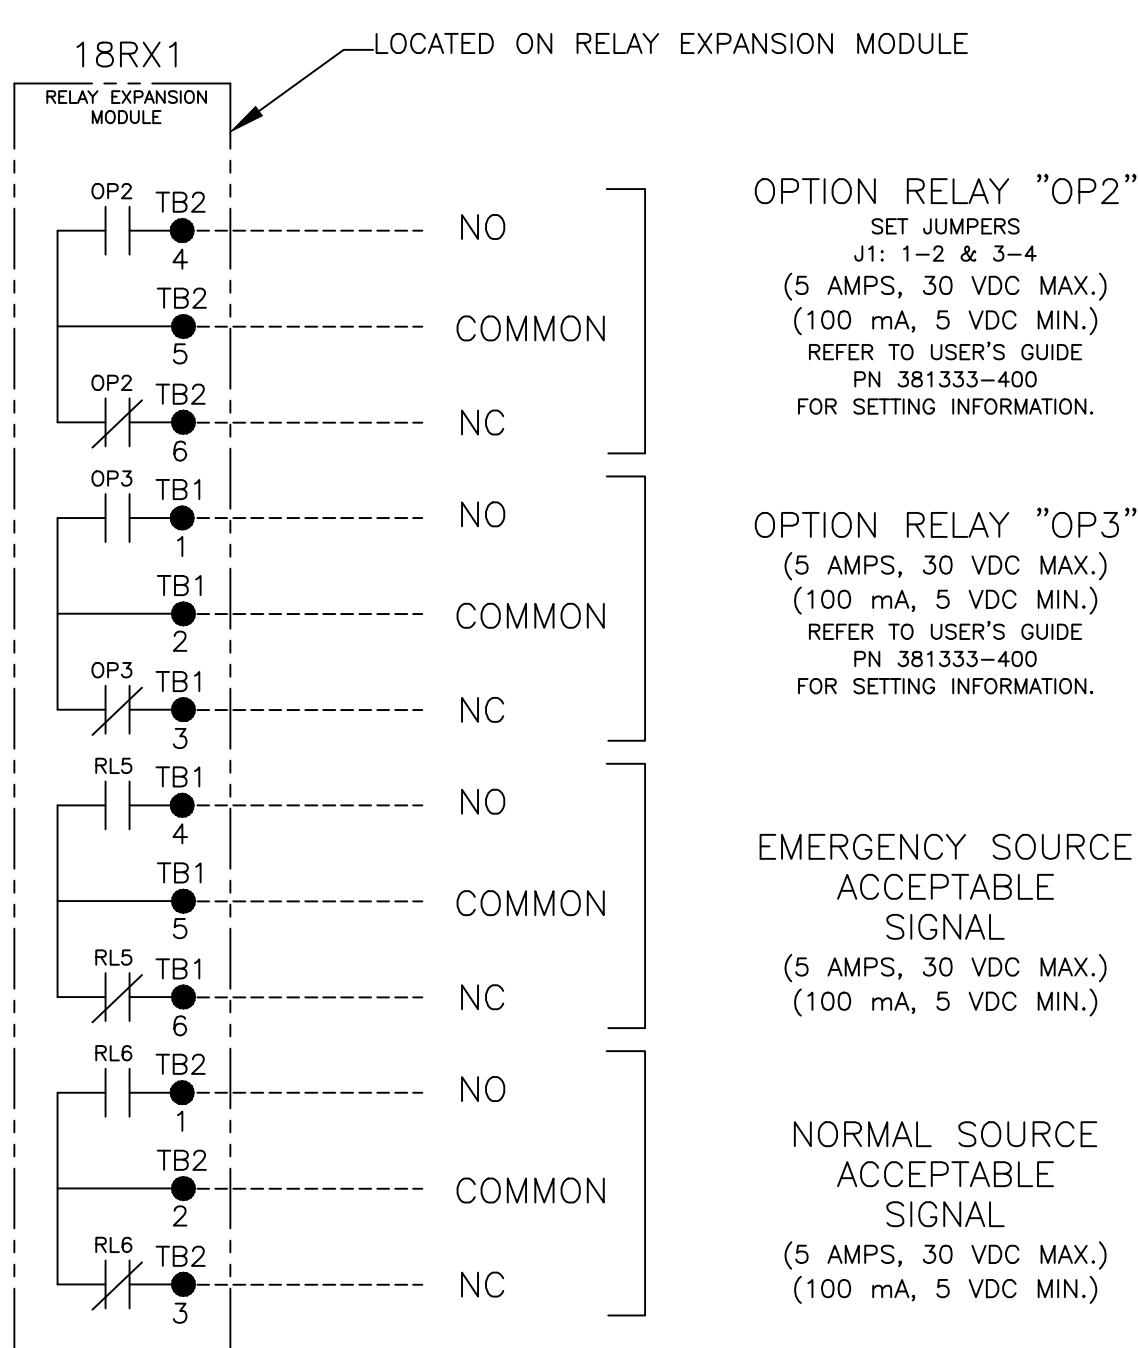 18RX1
LOCATED ON RELAY EXPANSION MODULE
RELAY EXPANSION
MODULE
OP2
TB2
4
NO
TB2
5
COMMON
OP2
TB2
6
NC
OPTION RELAY "OP2"
SET JUMPERS
J1: 1-2 & 3-4
(5 AMPS, 30 VDC MAX.)
(100 mA, 5 VDC MIN.)
REFER TO USER'S GUIDE
PN 381333-400
FOR SETTING INFORMATION.
OP3
TB1
1
NO
TB1
2
COMMON
OP3
TB1
3
NC
OPTION RELAY "OP3"
(5 AMPS, 30 VDC MAX.)
(100 mA, 5 VDC MIN.)
REFER TO USER'S GUIDE
PN 381333-400
FOR SETTING INFORMATION.
RL5
TB1
4
NO
TB1
5
COMMON
RL5
TB1
6
NC
EMERGENCY SOURCE
ACCEPTABLE
SIGNAL
(5 AMPS, 30 VDC MAX.)
(100 mA, 5 VDC MIN.)
RL6
TB2
1
NO
TB2
2
COMMON
RL6
TB2
3
NC
NORMAL SOURCE
ACCEPTABLE
SIGNAL
(5 AMPS, 30 VDC MAX.)
(100 mA, 5 VDC MIN.)